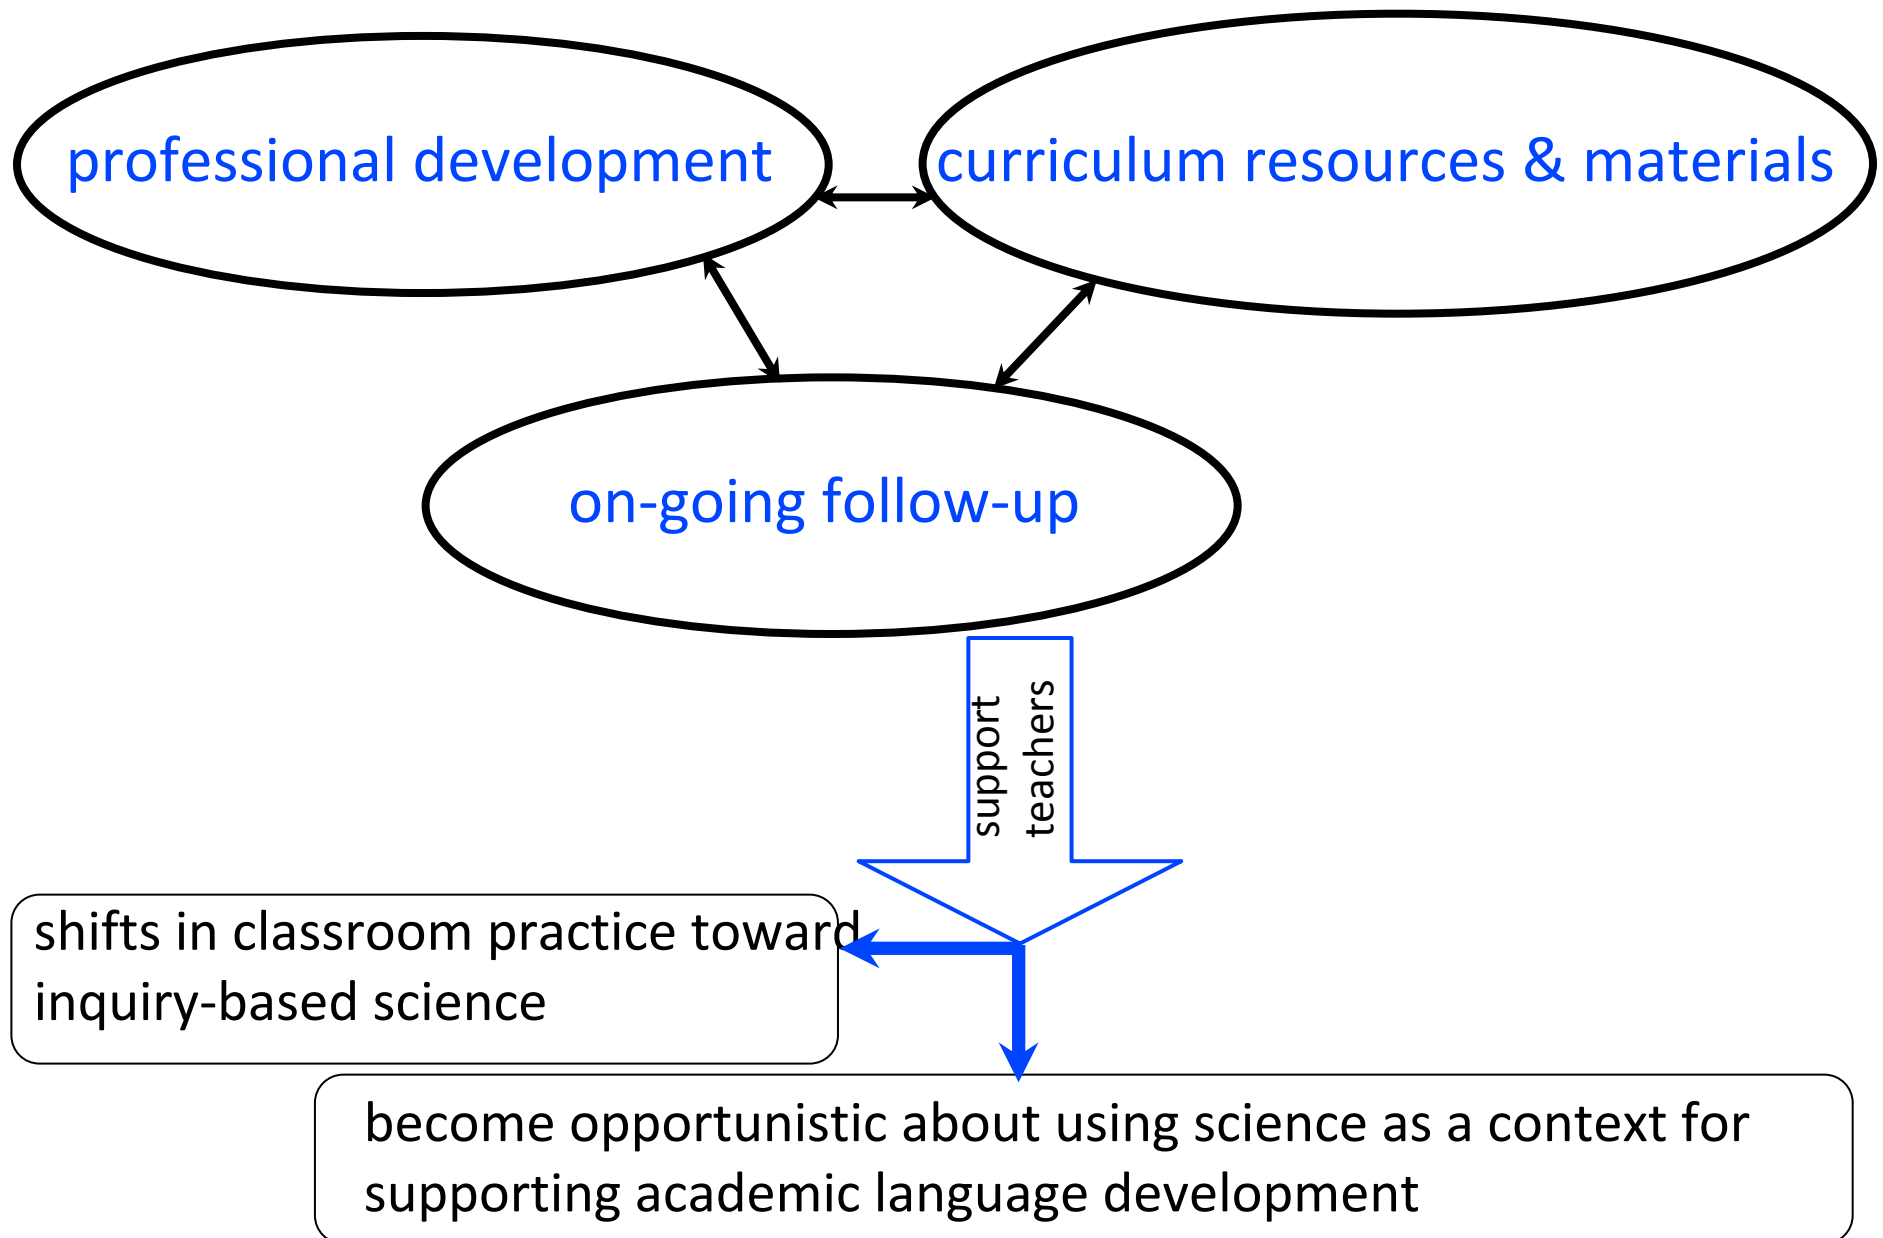 professional development
curriculum resources & materials
on-going follow-up
support
teachers
shifts in classroom practice toward
inquiry-based science
become opportunistic about using science as a context for
supporting academic language development